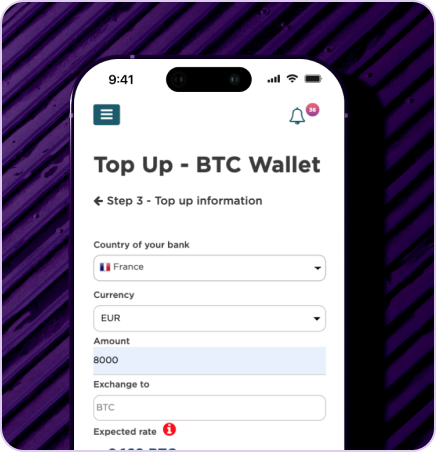 9:41
36
Top Up - BTC Wallet
Step 3 - Top up information
Country of your bank
France
Currency
EUR
Amount
8000
Exchange to
BTC
Expected rate